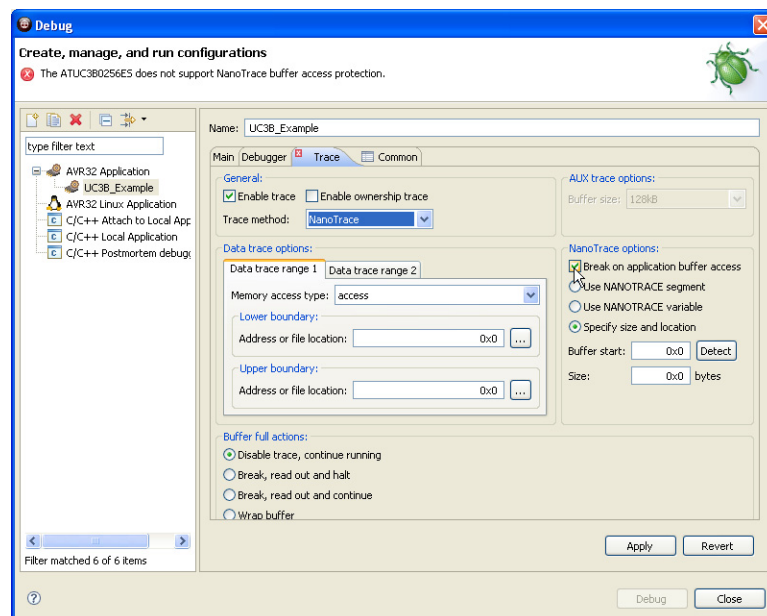 Debug
Create, manage, and run configurations
The ATUC3B0256ES does not support NanoTrace buffer access protection.
type filter text
AVR32 Application
UC3B_Example
AVR32 Linux Application
C/C++ Attach to Local App
C/C++ Local Application
C/C++ Postmortem debugg
Filter matched 6 of 6 items
Name: UC3B_Example
Main Debugger Trace Common
General:
Enable trace Enable ownership trace
Trace method: NanoTrace
AUX trace options:
Buffer size: 128kB
Data trace options:
Data trace range 1 Data trace range 2
Memory access type: access
Lower boundary:
Address or file location: 0x0 ...
Upper boundary:
Address or file location: 0x0 ...
NanoTrace options:
Break on application buffer access
Use NANOTRACE segment
Use NANOTRACE variable
Specify size and location
Buffer start: 0x0 Detect
Size: 0x0 bytes
Buffer full actions:
Disable trace, continue running
Break, read out and halt
Break, read out and continue
Wrap buffer
Apply Revert
Debug Close